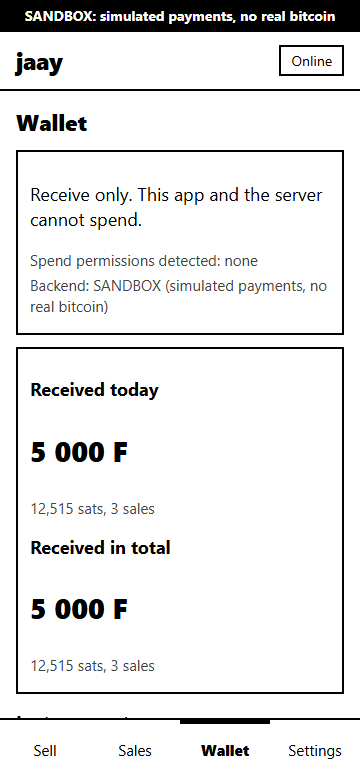 SANDBOX: simulated payments, no real bitcoin
jaay
Online
Wallet
Receive only. This app and the server
cannot spend.
Spend permissions detected: none
Backend: SANDBOX (simulated payments, no
real bitcoin)
Received today
5 000 F
12,515 sats, 3 sales
Received in total
5 000 F
12,515 sats, 3 sales
Sell
Sales
Wallet
Settings